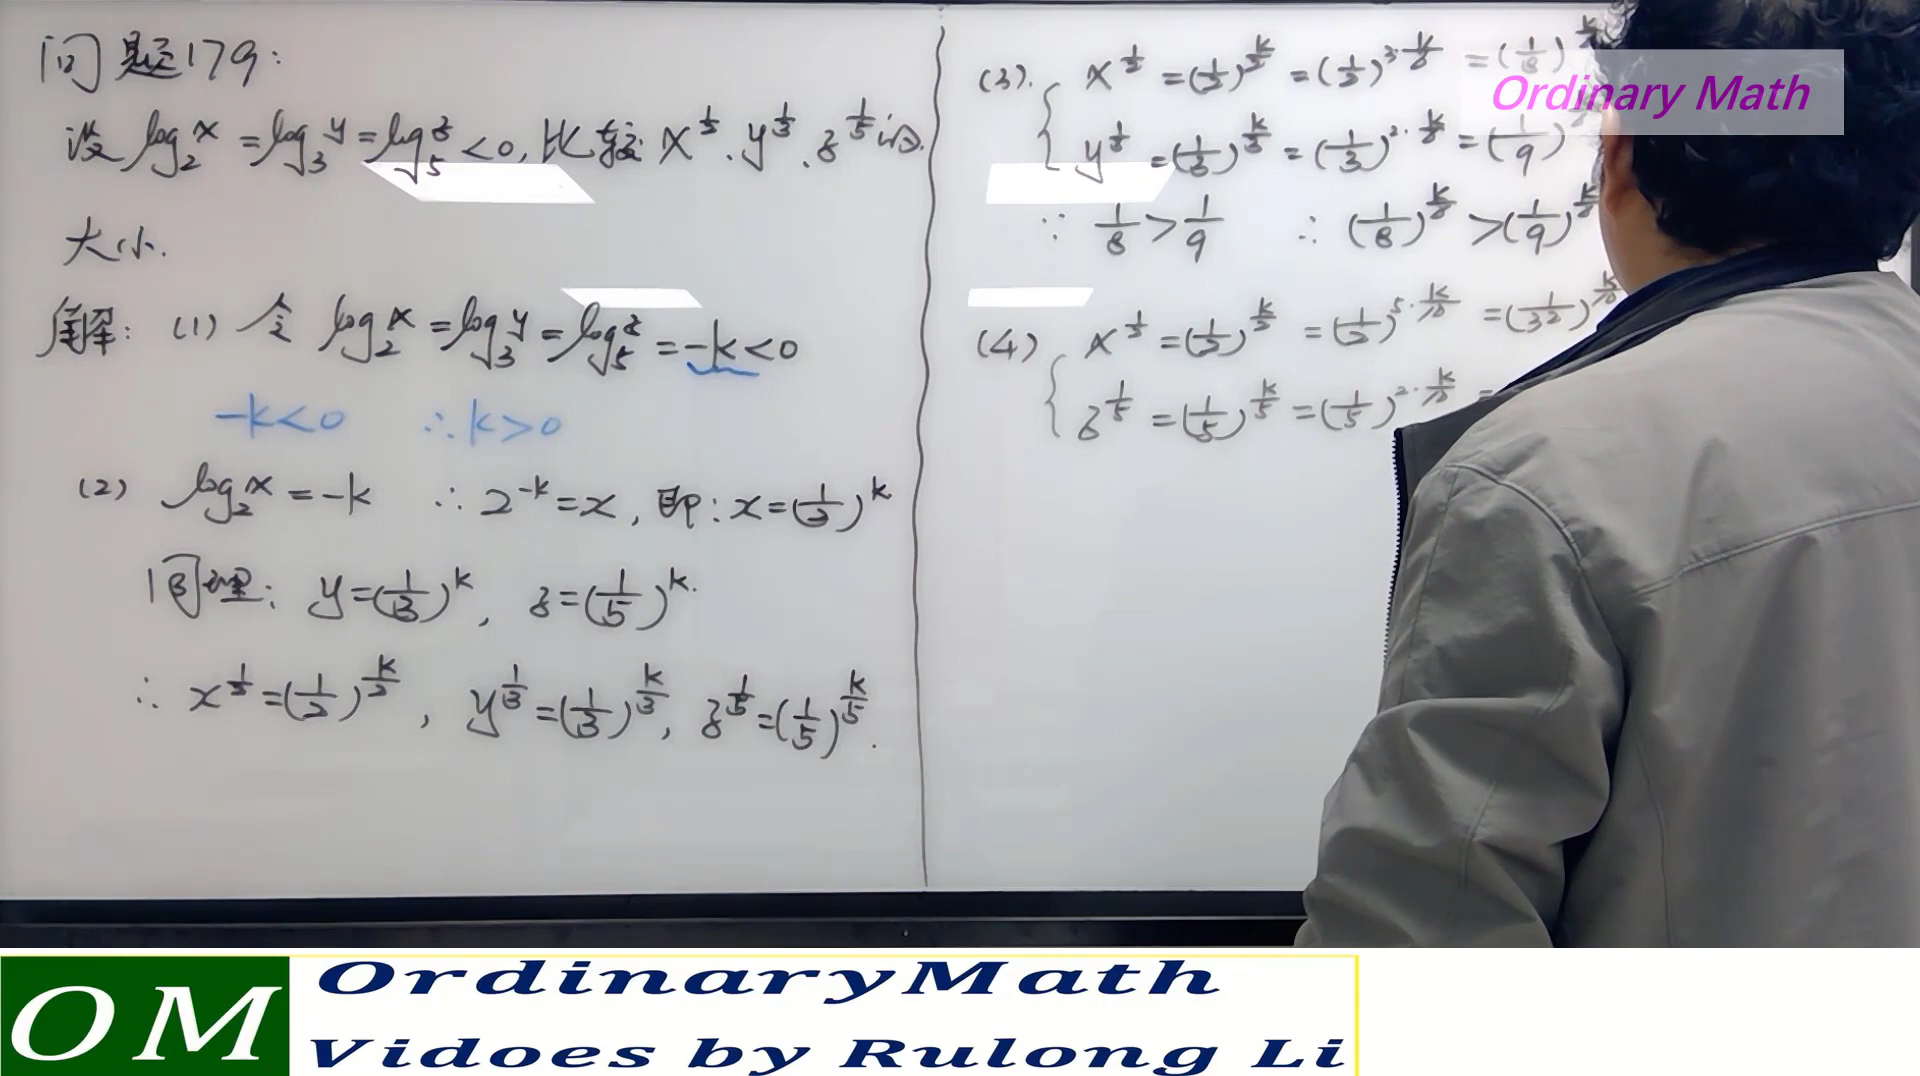 问题179:
设 log₂x = log₃y = log₅z < 0, 比较 x^(1/2)、y^(1/3)、z^(1/5) 的
大小.
解: (1) 令 log₂x = log₃y = log₅z = -k < 0
-k < 0 ∴ k > 0
(2) log₂x = -k ∴ 2^(-k) = x, 即: x = (1/2)^k
同理: y = (1/3)^k, z = (1/5)^k.
∴ x^(1/2) = (1/2)^(k/2), y^(1/3) = (1/3)^(k/3), z^(1/5) = (1/5)^(k/5).
(3). x^(1/2) = (1/2)^(k/2) = (1/2)^(3·k/6) = (1/8)
y^(1/3) = (1/3)^(k/3) = (1/3)^(2·k/6) = (1/9)
∵ 1/8 > 1/9 ∴ (1/8)^(k/6) > (1/9)
(4) x^(1/2) = (1/2)^(k/2) = (1/2)^(5·k/10) = (1/32)^(k/10)
z^(1/5) = (1/5)^(k/5) = (1/5)^(2·k/10) =
Ordinary Math
OM
OrdinaryMath
Vidoes by Rulong Li